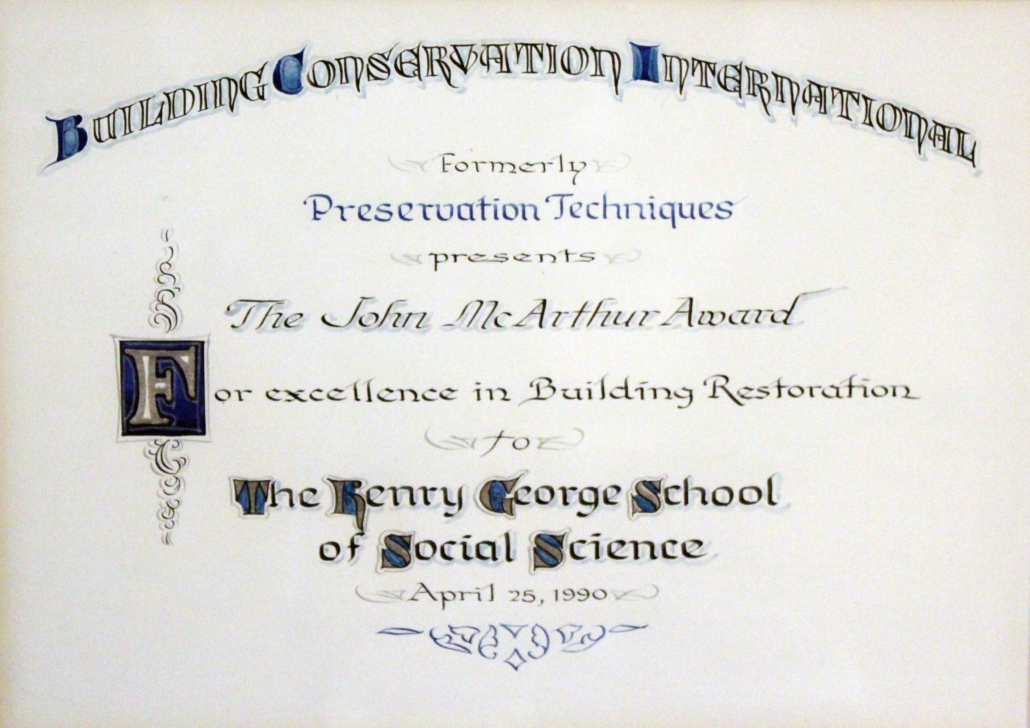 Building Conservation International
Formerly
Preservation Techniques
presents
The John McArthur Award
For excellence in Building Restoration
to
The Henry George School
of Social Science
April 25, 1990